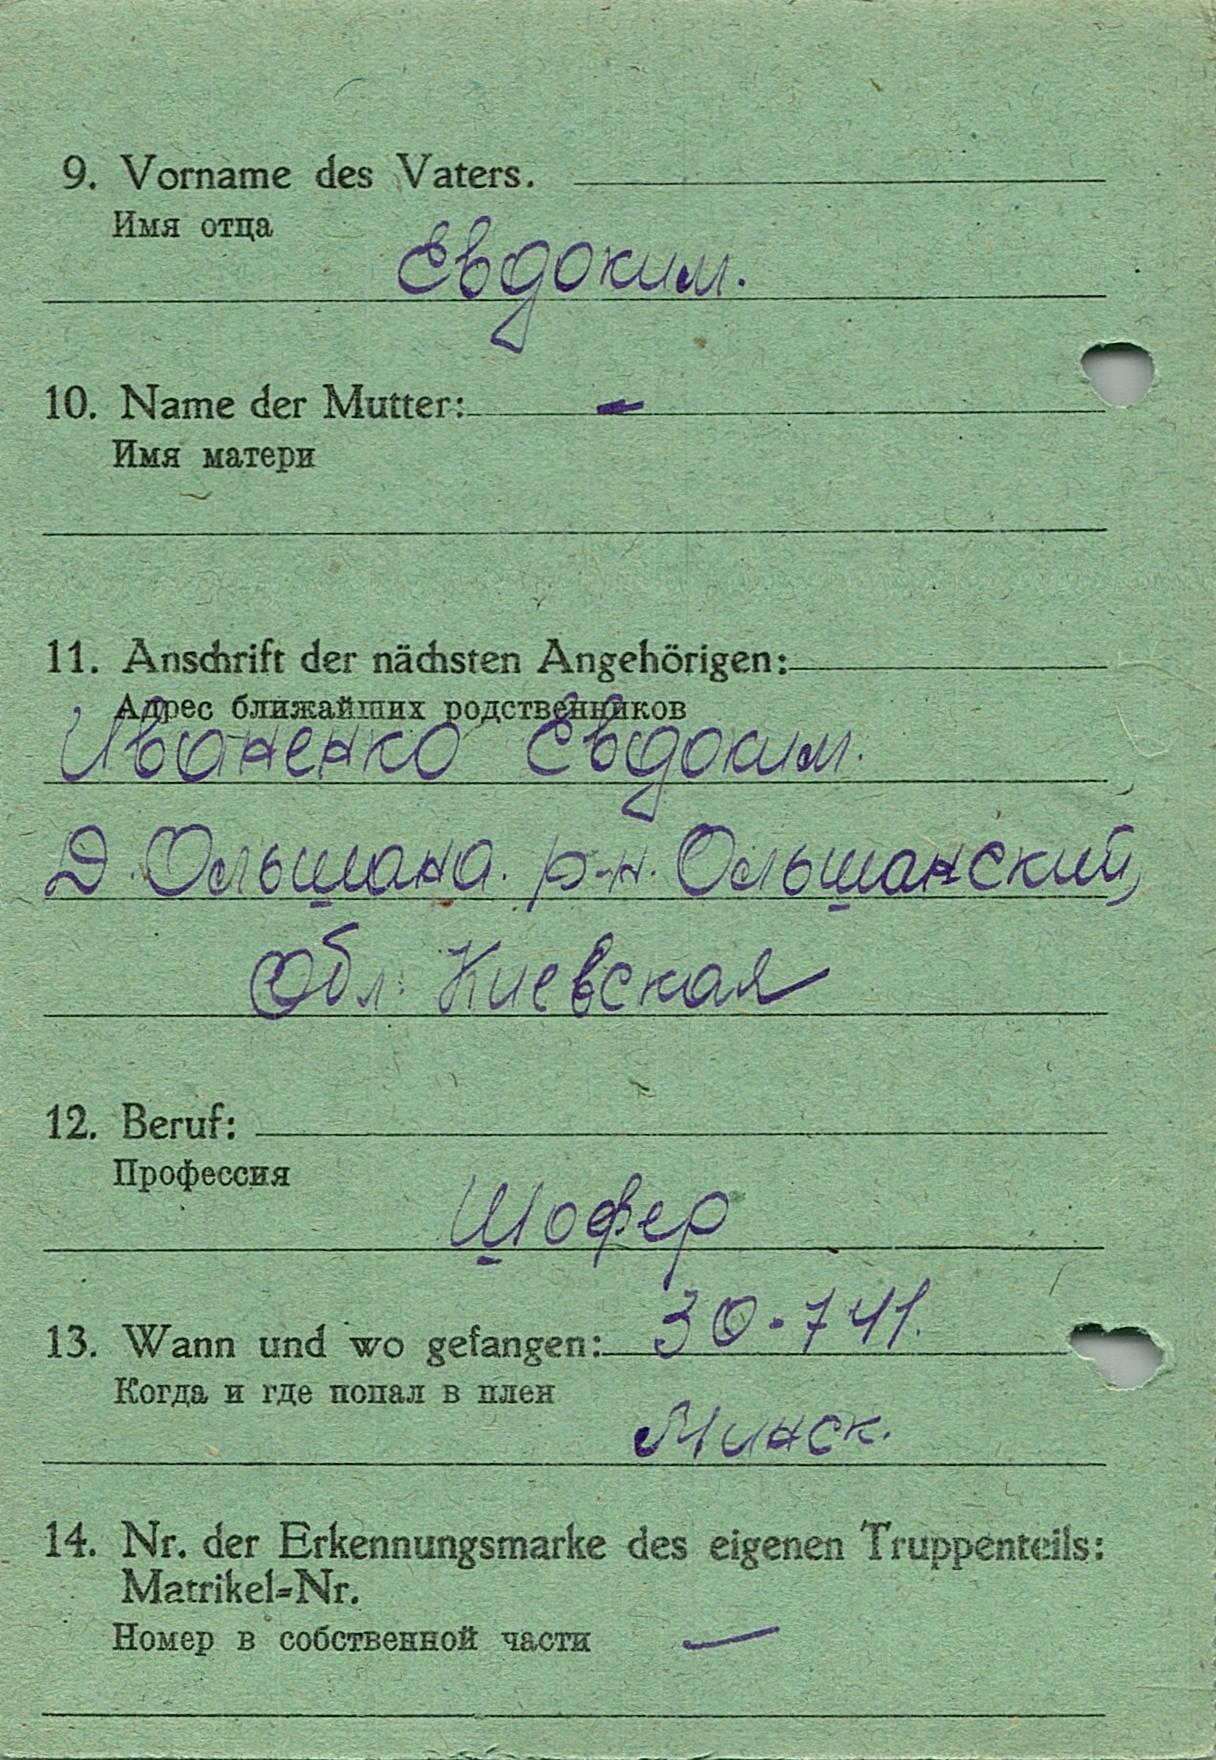 9. Vorname des Vaters.
Имя отца
Евдоким.
10. Name der Mutter: -
Имя матери
11. Anschrift der nächsten Angehörigen:
Адрес ближайших родственников
Иваненко Евдоким.
Д. Ольшана. р-н. Ольшанский,
Обл. Киевская
12. Beruf:
Профессия
Шофер
13. Wann und wo gefangen: 30.7 41.
Когда и где попал в плен
Минск.
14. Nr. der Erkennungsmarke des eigenen Truppenteils:
Matrikel=Nr.
Номер в собственной части —